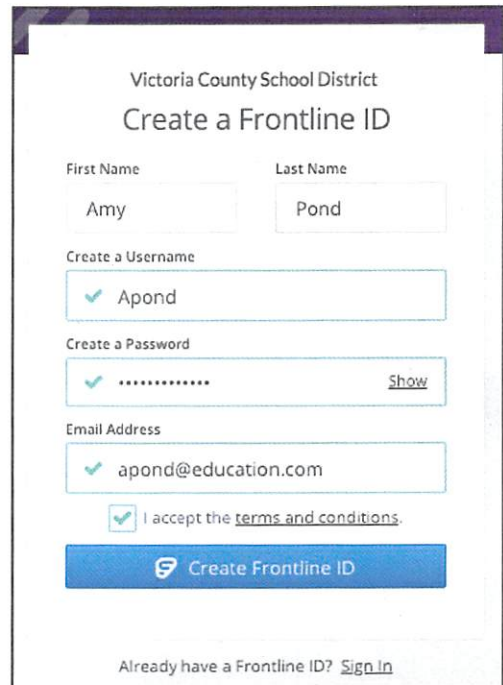 Victoria County School District
Create a Frontline ID
First Name Last Name
Amy Pond
Create a Username
Apond
Create a Password
•••••••••••••
Show
Email Address
apond@education.com
I accept the terms and conditions.
Create Frontline ID
Already have a Frontline ID? Sign In